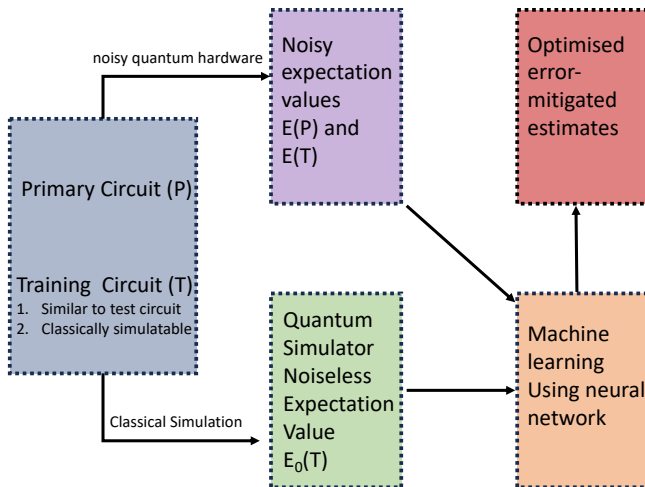 noisy quantum hardware
Noisy
expectation
values
E(P) and
E(T)
Optimised
error-
mitigated
estimates
Primary Circuit (P)
Training  Circuit (T)
1. Similar to test circuit
2. Classically simulatable
Classical Simulation
Quantum
Simulator
Noiseless
Expectation
Value
E₀(T)
Machine
learning
Using neural
network